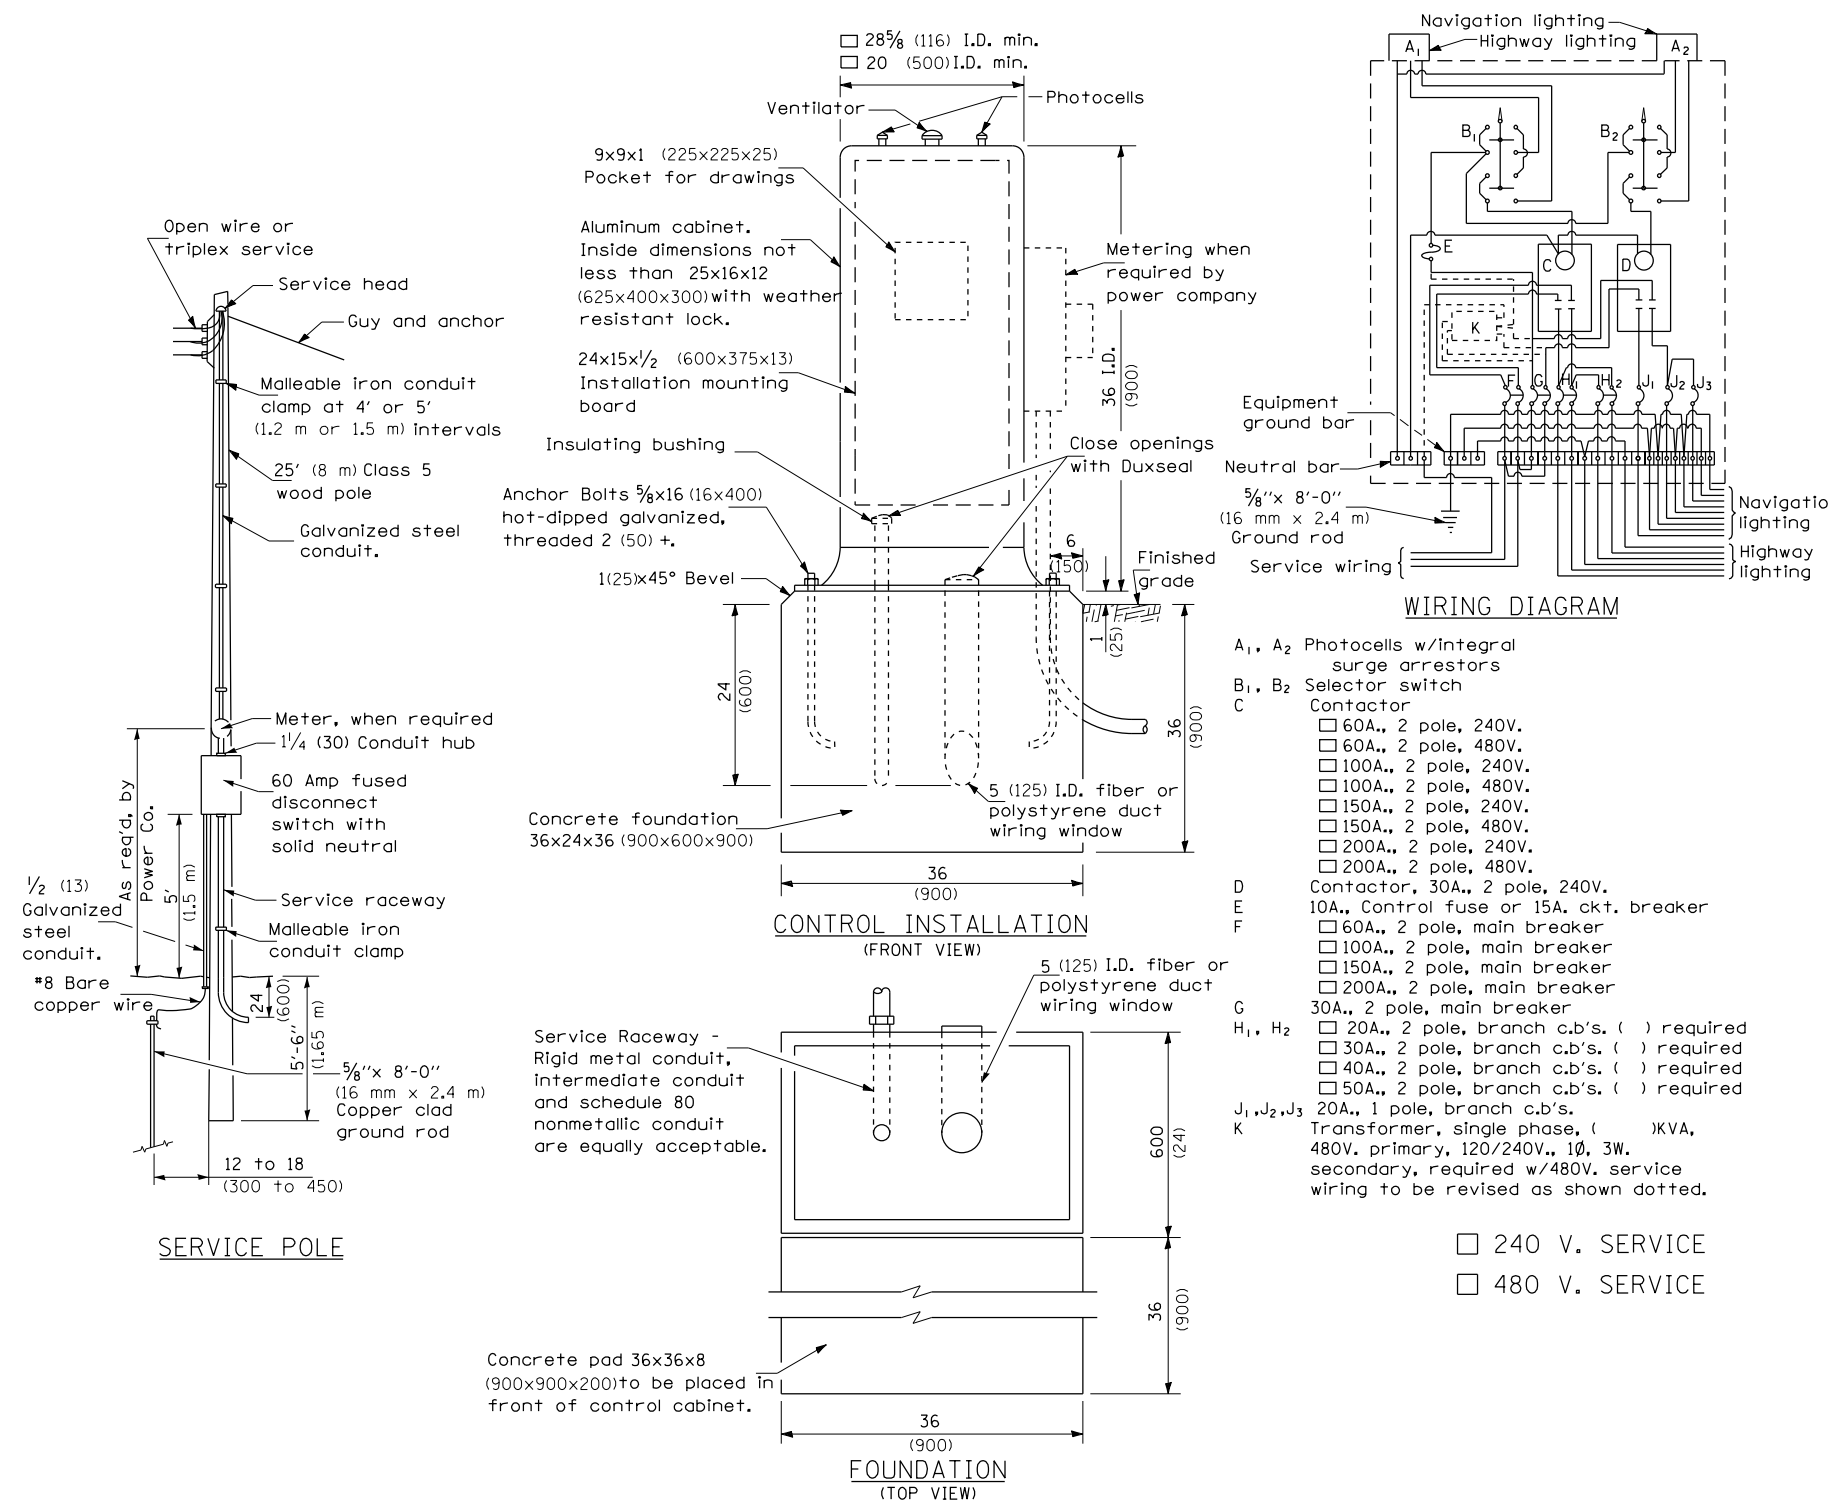 Open wire or
triplex service
Service head
Guy and anchor
Malleable iron conduit
clamp at 4' or 5'
(1.2 m or 1.5 m) intervals
25' (8 m) Class 5
wood pole
Galvanized steel
conduit.
Meter, when required
1 1/4 (30) Conduit hub
60 Amp fused
disconnect
switch with
solid neutral
As req'd, by
Power Co.
5'
(1.5 m)
1/2 (13)
Galvanized
steel
conduit.
Service raceway
Malleable iron
conduit clamp
#8 Bare
copper wire
24
(600)
5'-6"
(1.65 m)
5/8"x 8'-0"
(16 mm x 2.4 m)
Copper clad
ground rod
12 to 18
(300 to 450)
SERVICE POLE
□ 28 5/8 (116) I.D. min.
□ 20 (500) I.D. min.
Ventilator
Photocells
9x9x1 (225x225x25)
Pocket for drawings
Aluminum cabinet.
Inside dimensions not
less than 25x16x12
(625x400x300) with weather
resistant lock.
24x15x1/2 (600x375x13)
Installation mounting
board
Insulating bushing
Anchor Bolts 5/8x16 (16x400)
hot-dipped galvanized,
threaded 2 (50) +.
1(25)x45° Bevel
Metering when
required by
power company
36 I.D.
(900)
Close openings
with Duxseal
6
(150)
Finished
grade
1
(25)
24
(600)
36
(900)
5 (125) I.D. fiber or
polystyrene duct
wiring window
Concrete foundation
36x24x36 (900x600x900)
36
(900)
CONTROL INSTALLATION
(FRONT VIEW)
5 (125) I.D. fiber or
polystyrene duct
wiring window
Service Raceway -
Rigid metal conduit,
intermediate conduit
and schedule 80
nonmetallic conduit
are equally acceptable.
600
(24)
36
(900)
Concrete pad 36x36x8
(900x900x200) to be placed in
front of control cabinet.
36
(900)
FOUNDATION
(TOP VIEW)
Navigation lighting
Highway lighting
A1
A2
B1
B2
E
C
D
K
F
G
H1
H2
J1
J2
J3
Equipment
ground bar
Neutral bar
5/8"x 8'-0"
(16 mm x 2.4 m)
Ground rod
Service wiring
Navigatio
lighting
Highway
lighting
WIRING DIAGRAM
A1, A2 Photocells w/integral
surge arrestors
B1, B2 Selector switch
C Contactor
□ 60A., 2 pole, 240V.
□ 60A., 2 pole, 480V.
□ 100A., 2 pole, 240V.
□ 100A., 2 pole, 480V.
□ 150A., 2 pole, 240V.
□ 150A., 2 pole, 480V.
□ 200A., 2 pole, 240V.
□ 200A., 2 pole, 480V.
D Contactor, 30A., 2 pole, 240V.
E 10A., Control fuse or 15A. ckt. breaker
F □ 60A., 2 pole, main breaker
□ 100A., 2 pole, main breaker
□ 150A., 2 pole, main breaker
□ 200A., 2 pole, main breaker
G 30A., 2 pole, main breaker
H1, H2 □ 20A., 2 pole, branch c.b's. ( ) required
□ 30A., 2 pole, branch c.b's. ( ) required
□ 40A., 2 pole, branch c.b's. ( ) required
□ 50A., 2 pole, branch c.b's. ( ) required
J1,J2,J3 20A., 1 pole, branch c.b's.
K Transformer, single phase, ( )KVA,
480V. primary, 120/240V., 1Ø, 3W.
secondary, required w/480V. service
wiring to be revised as shown dotted.
□ 240 V. SERVICE
□ 480 V. SERVICE